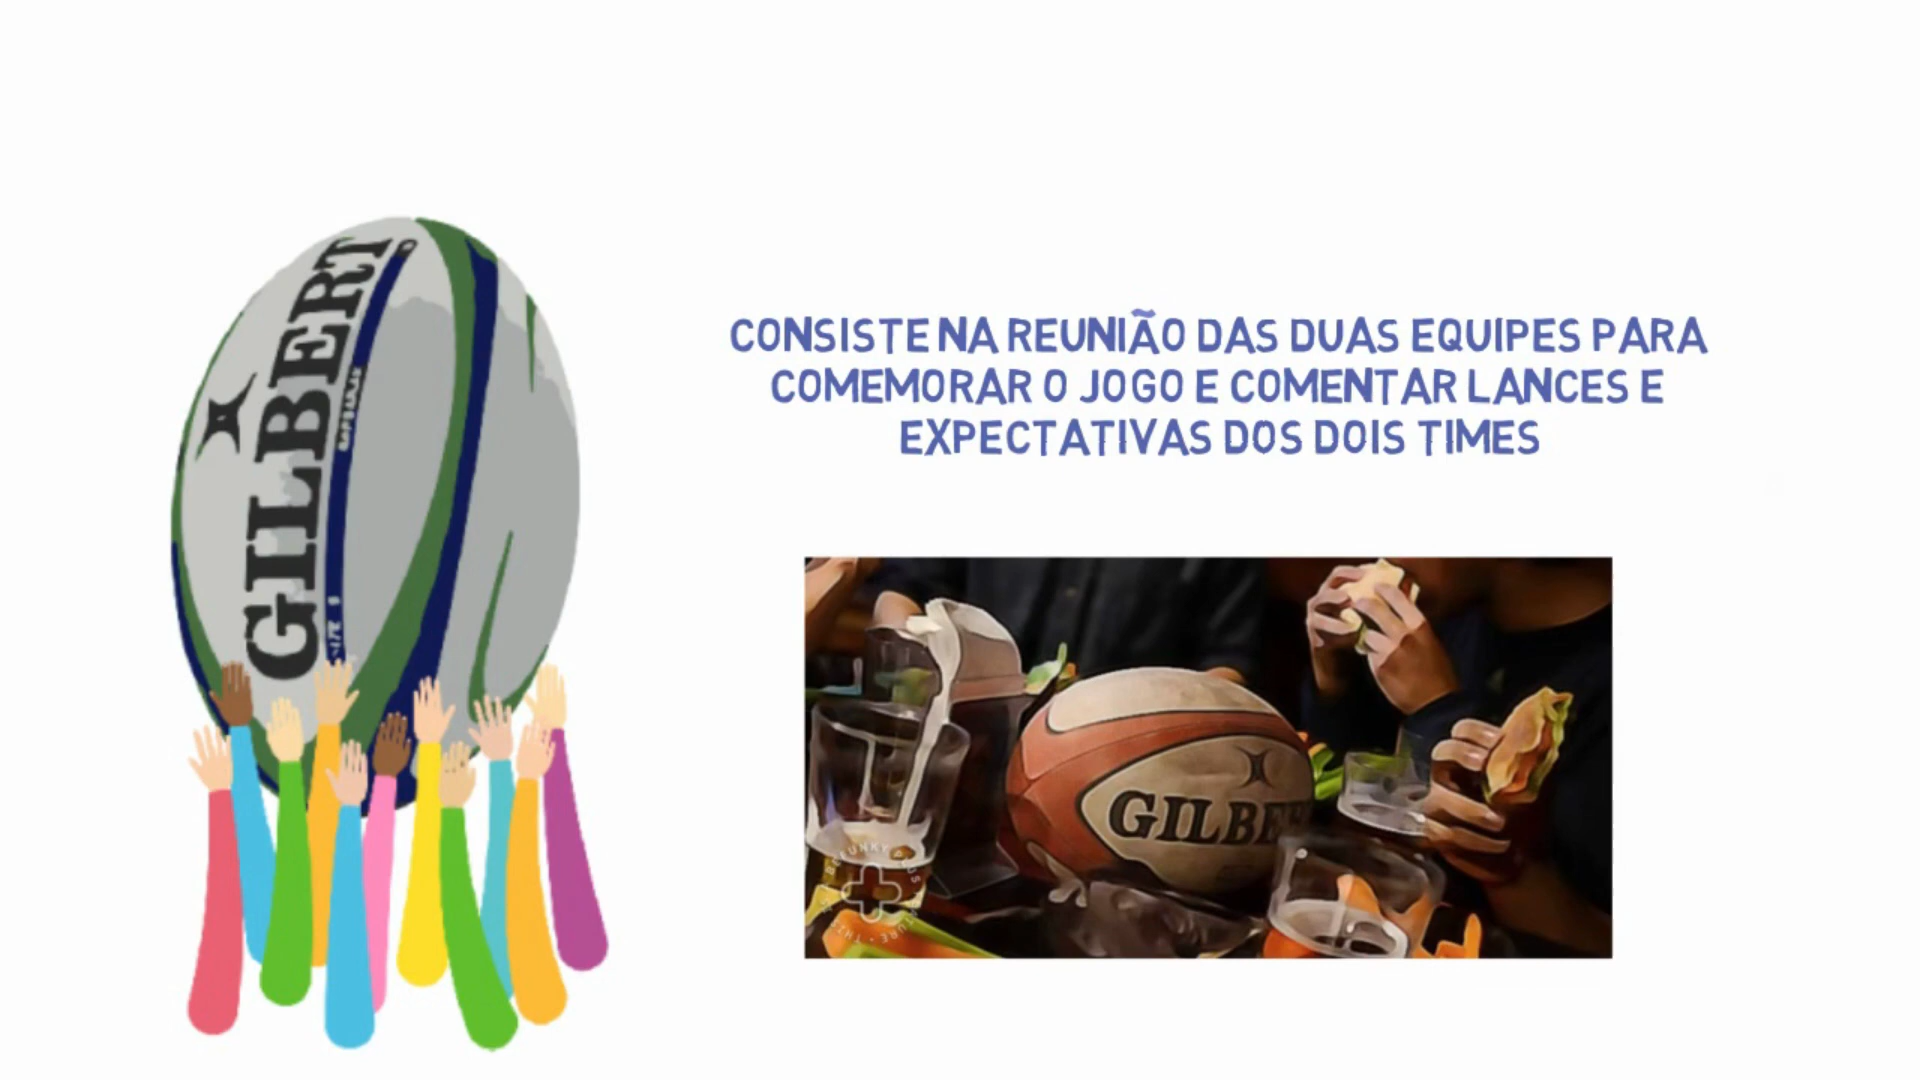 GILBERT
CONSISTE NA REUNIÃO DAS DUAS EQUIPES PARA
COMEMORAR O JOGO E COMENTAR LANCES E
EXPECTATIVAS DOS DOIS TIMES
GILBE